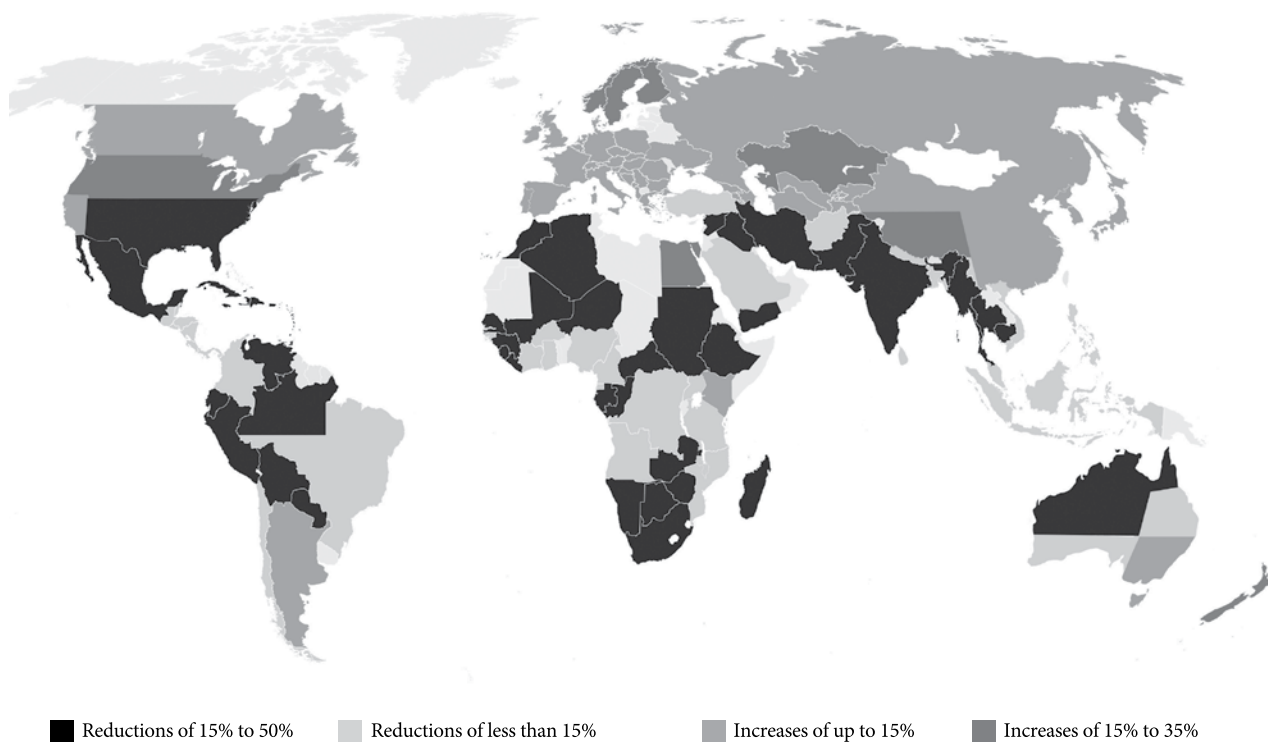 Reductions of 15% to 50% Reductions of less than 15% Increases of up to 15% Increases of 15% to 35%